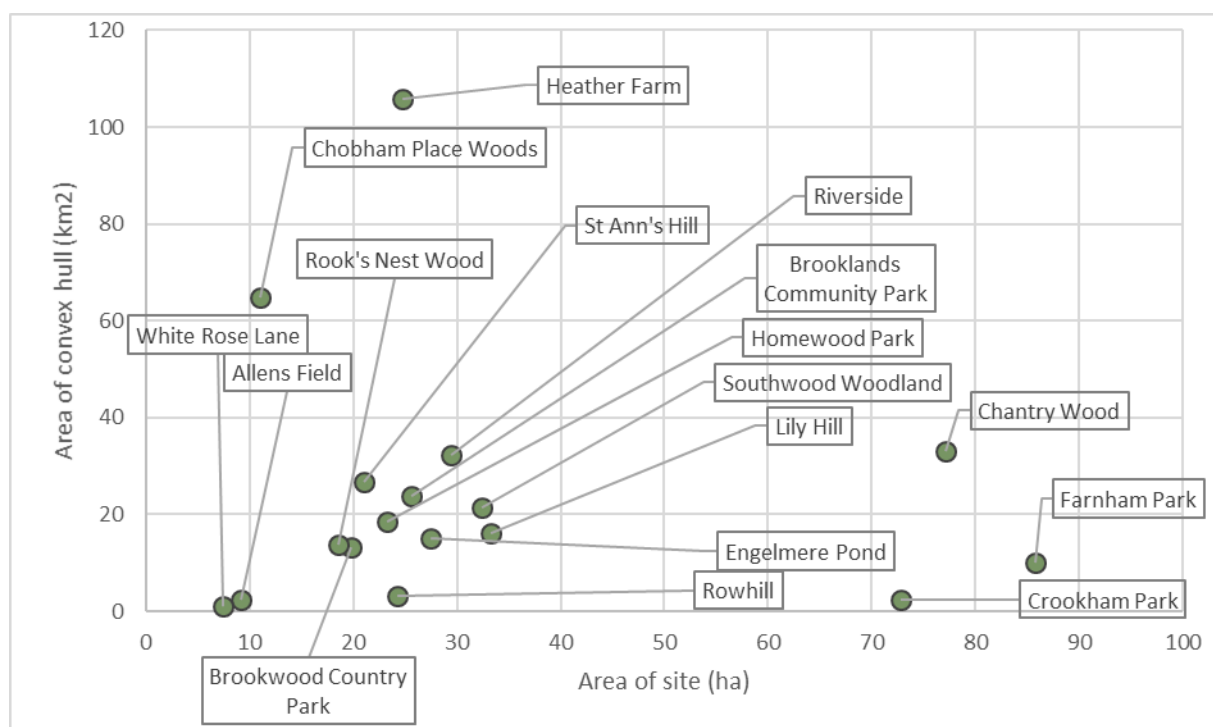 120
100
80
60
40
20
0
Area of convex hull (km2)
Heather Farm
Chobham Place Woods
Riverside
St Ann's Hill
Rook's Nest Wood
Brooklands
Community Park
White Rose Lane
Homewood Park
Allens Field
Southwood Woodland
Chantry Wood
Lily Hill
Farnham Park
Engelmere Pond
Rowhill
Crookham Park
0 10 20 30 40 50 60 70 80 90 100
Brookwood Country
Park
Area of site (ha)